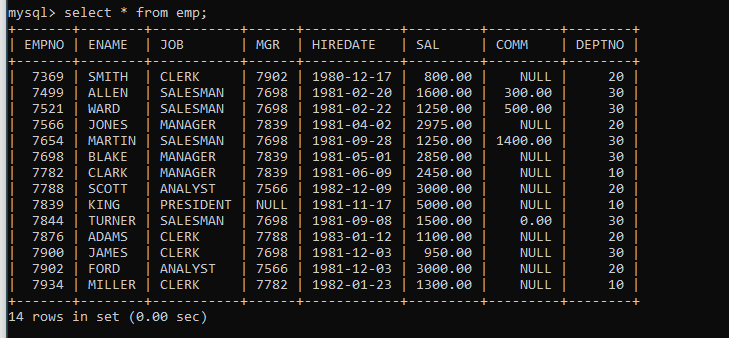 mysql> select * from emp;
+-------+--------+-----------+------+------------+---------+---------+--------+
| EMPNO | ENAME  | JOB       | MGR  | HIREDATE   | SAL     | COMM    | DEPTNO |
+-------+--------+-----------+------+------------+---------+---------+--------+
|  7369 | SMITH  | CLERK     | 7902 | 1980-12-17 |  800.00 |    NULL |     20 |
|  7499 | ALLEN  | SALESMAN  | 7698 | 1981-02-20 | 1600.00 |  300.00 |     30 |
|  7521 | WARD   | SALESMAN  | 7698 | 1981-02-22 | 1250.00 |  500.00 |     30 |
|  7566 | JONES  | MANAGER   | 7839 | 1981-04-02 | 2975.00 |    NULL |     20 |
|  7654 | MARTIN | SALESMAN  | 7698 | 1981-09-28 | 1250.00 | 1400.00 |     30 |
|  7698 | BLAKE  | MANAGER   | 7839 | 1981-05-01 | 2850.00 |    NULL |     30 |
|  7782 | CLARK  | MANAGER   | 7839 | 1981-06-09 | 2450.00 |    NULL |     10 |
|  7788 | SCOTT  | ANALYST   | 7566 | 1982-12-09 | 3000.00 |    NULL |     20 |
|  7839 | KING   | PRESIDENT | NULL | 1981-11-17 | 5000.00 |    NULL |     10 |
|  7844 | TURNER | SALESMAN  | 7698 | 1981-09-08 | 1500.00 |    0.00 |     30 |
|  7876 | ADAMS  | CLERK     | 7788 | 1983-01-12 | 1100.00 |    NULL |     20 |
|  7900 | JAMES  | CLERK     | 7698 | 1981-12-03 |  950.00 |    NULL |     30 |
|  7902 | FORD   | ANALYST   | 7566 | 1981-12-03 | 3000.00 |    NULL |     20 |
|  7934 | MILLER | CLERK     | 7782 | 1982-01-23 | 1300.00 |    NULL |     10 |
+-------+--------+-----------+------+------------+---------+---------+--------+
14 rows in set (0.00 sec)